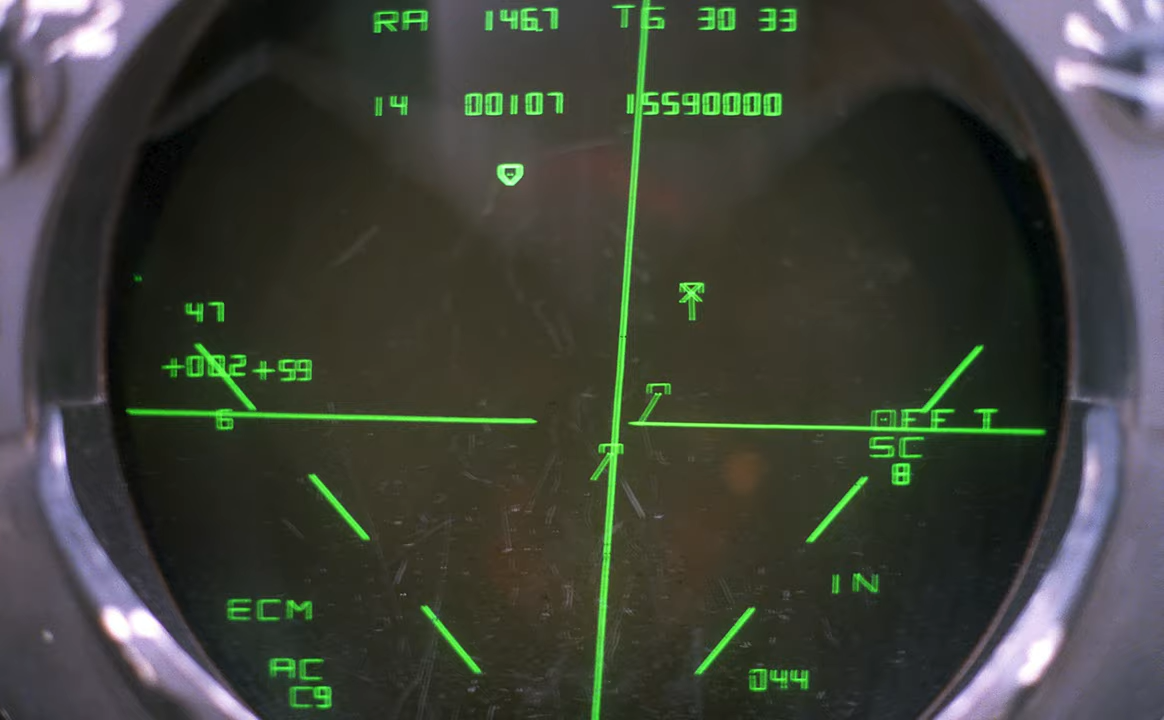 RA 1467 TG 30 33
14 00107 15590000
47
+002+59
6
OFF T
SC
8
IN
ECM
AC
C9
044